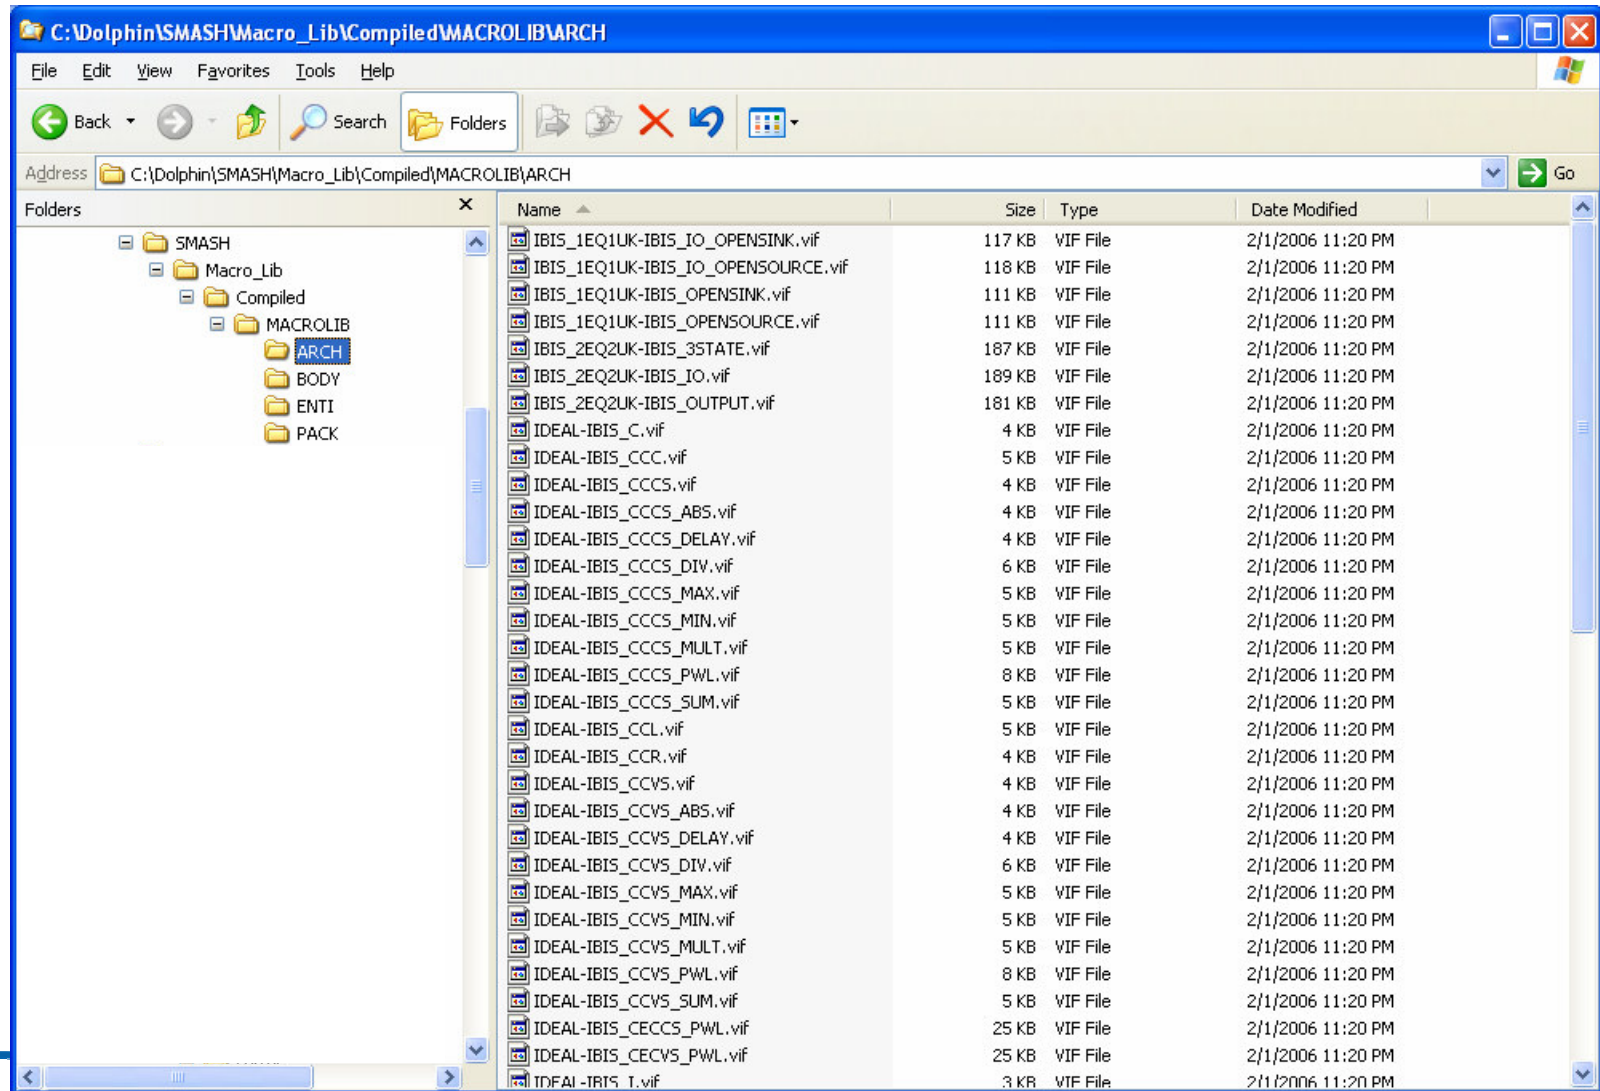 C:\Dolphin\SMASH\Macro_Lib\Compiled\MACROLIB\ARCH
File Edit View Favorites Tools Help
Back Search Folders
Address C:\Dolphin\SMASH\Macro_Lib\Compiled\MACROLIB\ARCH Go
Folders
SMASH
Macro_Lib
Compiled
MACROLIB
ARCH
BODY
ENTI
PACK
Name Size Type Date Modified
IBIS_1EQ1UK-IBIS_IO_OPENSINK.vif 117 KB VIF File 2/1/2006 11:20 PM
IBIS_1EQ1UK-IBIS_IO_OPENSOURCE.vif 118 KB VIF File 2/1/2006 11:20 PM
IBIS_1EQ1UK-IBIS_OPENSINK.vif 111 KB VIF File 2/1/2006 11:20 PM
IBIS_1EQ1UK-IBIS_OPENSOURCE.vif 111 KB VIF File 2/1/2006 11:20 PM
IBIS_2EQ2UK-IBIS_3STATE.vif 187 KB VIF File 2/1/2006 11:20 PM
IBIS_2EQ2UK-IBIS_IO.vif 189 KB VIF File 2/1/2006 11:20 PM
IBIS_2EQ2UK-IBIS_OUTPUT.vif 181 KB VIF File 2/1/2006 11:20 PM
IDEAL-IBIS_C.vif 4 KB VIF File 2/1/2006 11:20 PM
IDEAL-IBIS_CCC.vif 5 KB VIF File 2/1/2006 11:20 PM
IDEAL-IBIS_CCCS.vif 4 KB VIF File 2/1/2006 11:20 PM
IDEAL-IBIS_CCCS_ABS.vif 4 KB VIF File 2/1/2006 11:20 PM
IDEAL-IBIS_CCCS_DELAY.vif 4 KB VIF File 2/1/2006 11:20 PM
IDEAL-IBIS_CCCS_DIV.vif 6 KB VIF File 2/1/2006 11:20 PM
IDEAL-IBIS_CCCS_MAX.vif 5 KB VIF File 2/1/2006 11:20 PM
IDEAL-IBIS_CCCS_MIN.vif 5 KB VIF File 2/1/2006 11:20 PM
IDEAL-IBIS_CCCS_MULT.vif 5 KB VIF File 2/1/2006 11:20 PM
IDEAL-IBIS_CCCS_PWL.vif 8 KB VIF File 2/1/2006 11:20 PM
IDEAL-IBIS_CCCS_SUM.vif 5 KB VIF File 2/1/2006 11:20 PM
IDEAL-IBIS_CCL.vif 5 KB VIF File 2/1/2006 11:20 PM
IDEAL-IBIS_CCR.vif 4 KB VIF File 2/1/2006 11:20 PM
IDEAL-IBIS_CCVS.vif 4 KB VIF File 2/1/2006 11:20 PM
IDEAL-IBIS_CCVS_ABS.vif 4 KB VIF File 2/1/2006 11:20 PM
IDEAL-IBIS_CCVS_DELAY.vif 4 KB VIF File 2/1/2006 11:20 PM
IDEAL-IBIS_CCVS_DIV.vif 6 KB VIF File 2/1/2006 11:20 PM
IDEAL-IBIS_CCVS_MAX.vif 5 KB VIF File 2/1/2006 11:20 PM
IDEAL-IBIS_CCVS_MIN.vif 5 KB VIF File 2/1/2006 11:20 PM
IDEAL-IBIS_CCVS_MULT.vif 5 KB VIF File 2/1/2006 11:20 PM
IDEAL-IBIS_CCVS_PWL.vif 8 KB VIF File 2/1/2006 11:20 PM
IDEAL-IBIS_CCVS_SUM.vif 5 KB VIF File 2/1/2006 11:20 PM
IDEAL-IBIS_CECCS_PWL.vif 25 KB VIF File 2/1/2006 11:20 PM
IDEAL-IBIS_CECVS_PWL.vif 25 KB VIF File 2/1/2006 11:20 PM
IDEAL-IBIS_I.vif 3 KB VIF File 2/1/2006 11:20 PM